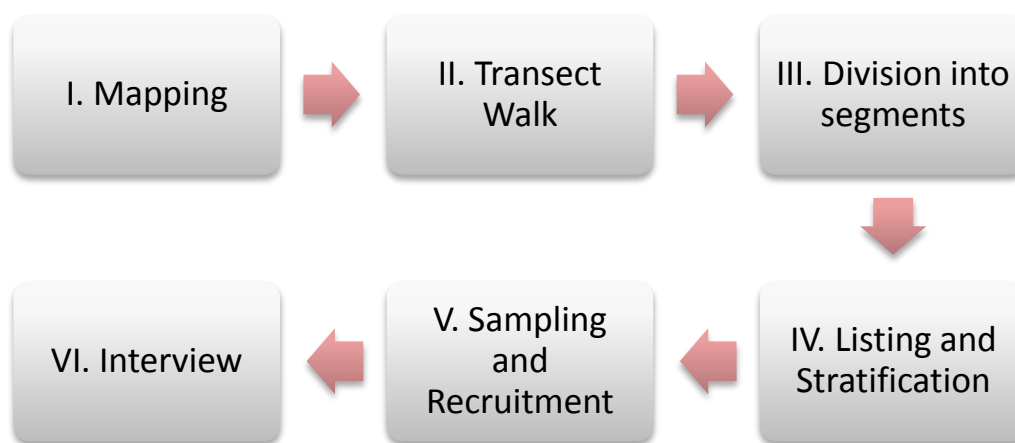 I. Mapping
II. Transect
Walk
III. Division into
segments
IV. Listing and
Stratification
V. Sampling
and
Recruitment
VI. Interview